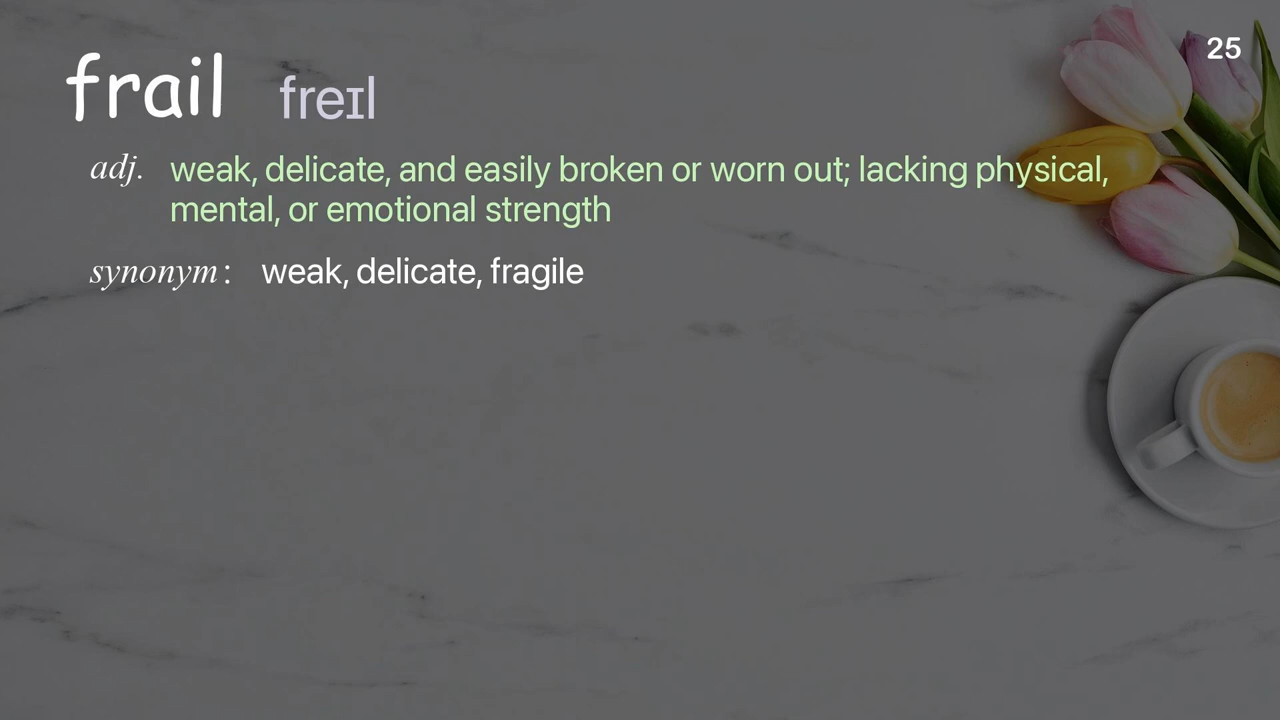 25
frail freɪl
adj. weak, delicate, and easily broken or worn out; lacking physical,
mental, or emotional strength
synonym: weak, delicate, fragile